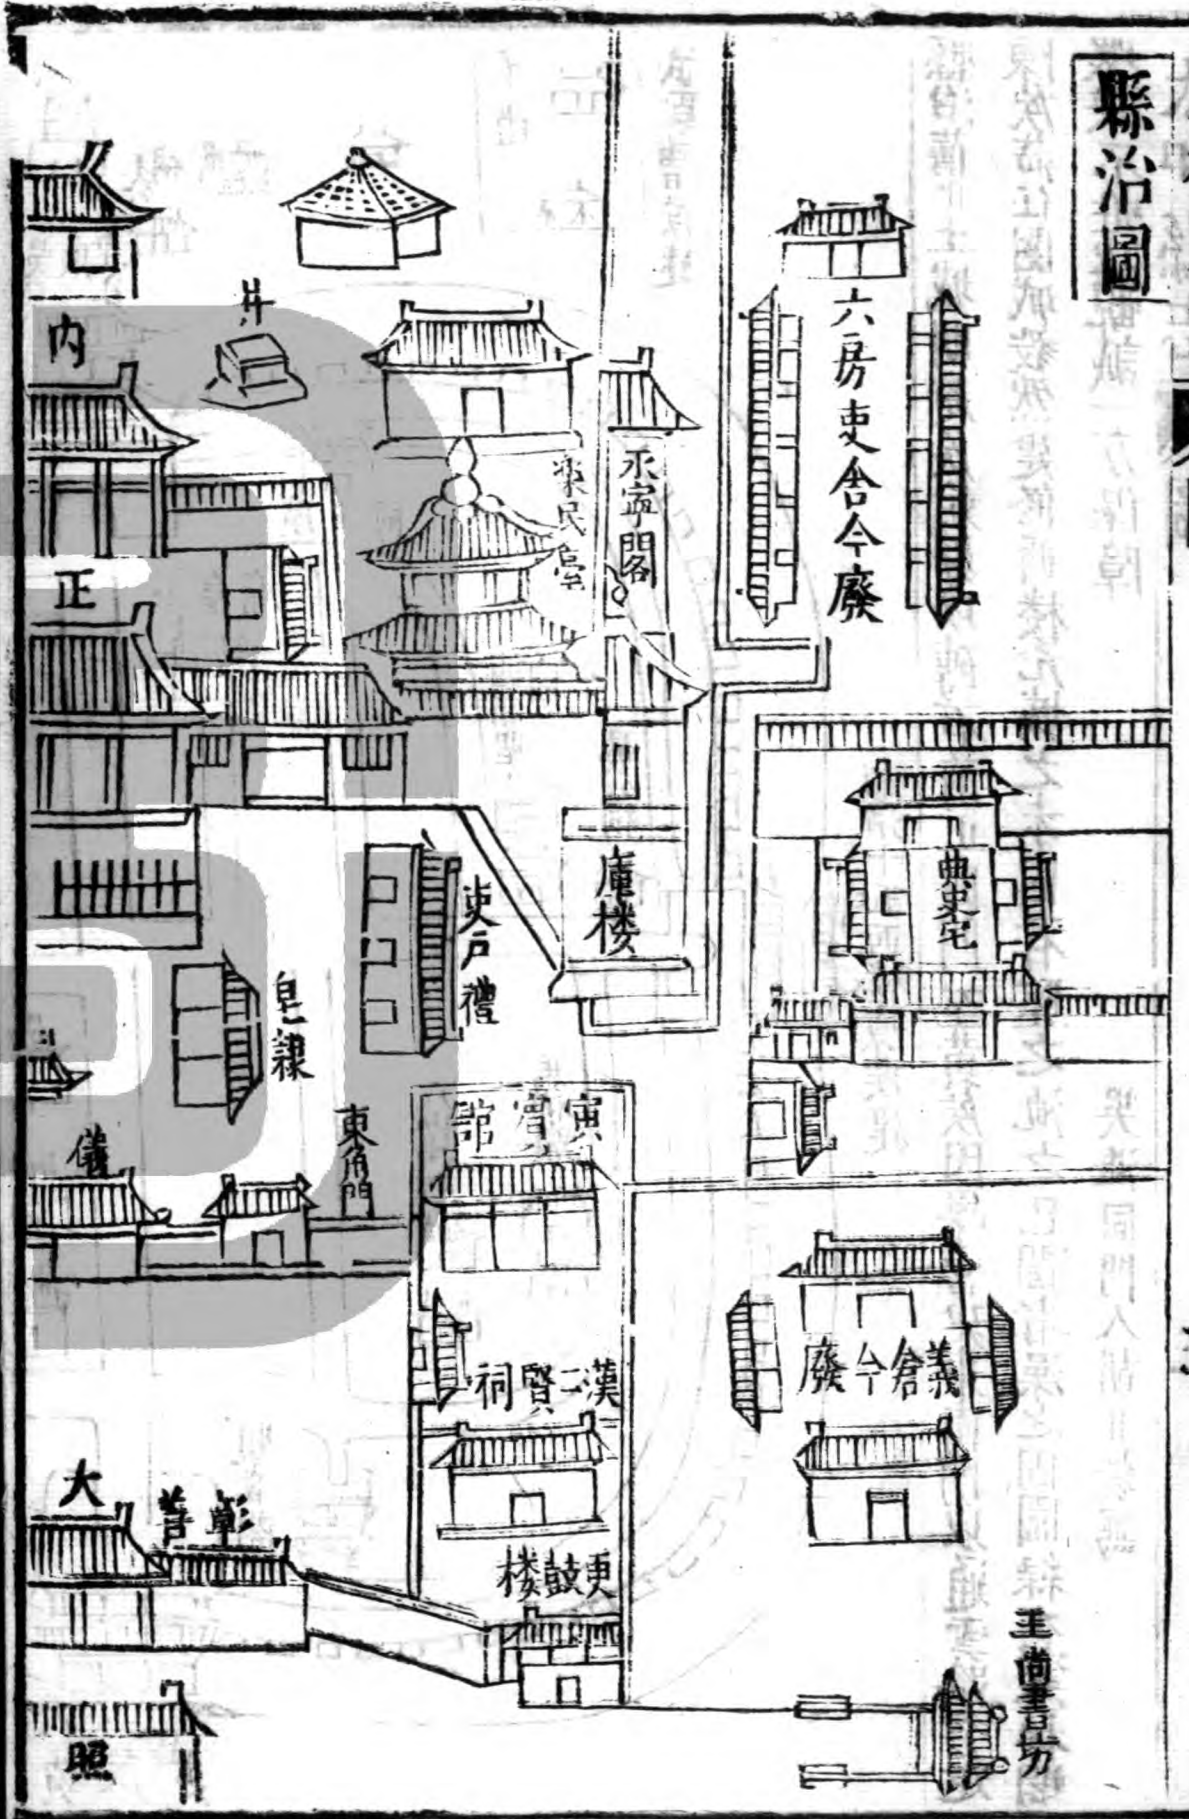 縣治圖
六房吏舍今廢
典吏宅
義倉今廢
王尚書坊
永寧閣
樂民臺
庫樓
寅賓館
漢二賢祠
更鼓楼
井
吏戶禮
皂隸
東角門
彰善
內
正
儀
大
照